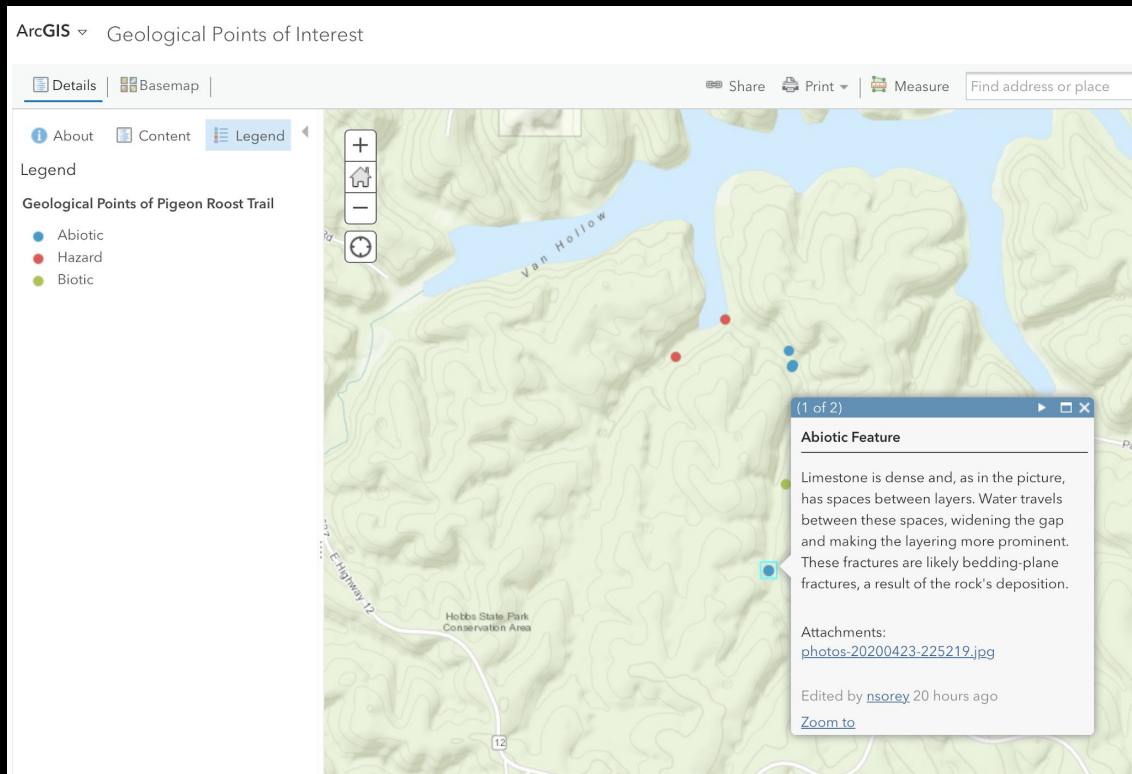 ArcGIS Geological Points of Interest
Details Basemap Share Print Measure Find address or place
About Content Legend
Legend
Geological Points of Pigeon Roost Trail
Abiotic
Hazard
Biotic
Rd
Van Hollow
(1 of 2)
Abiotic Feature
Limestone is dense and, as in the picture,
has spaces between layers. Water travels
between these spaces, widening the gap
and making the layering more prominent.
These fractures are likely bedding-plane
fractures, a result of the rock's deposition.
Attachments:
photos-20200423-225219.jpg
Edited by nsorey 20 hours ago
Zoom to
E Highway 12
Hobbs State Park
Conservation Area
12